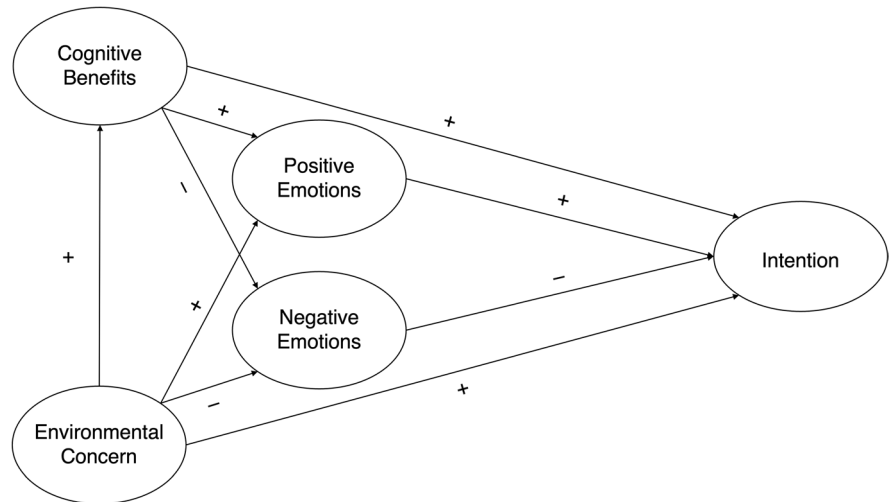 Cognitive
Benefits
+
+
Positive
Emotions
–
+
Intention
+
+
–
Negative
Emotions
–
+
Environmental
Concern